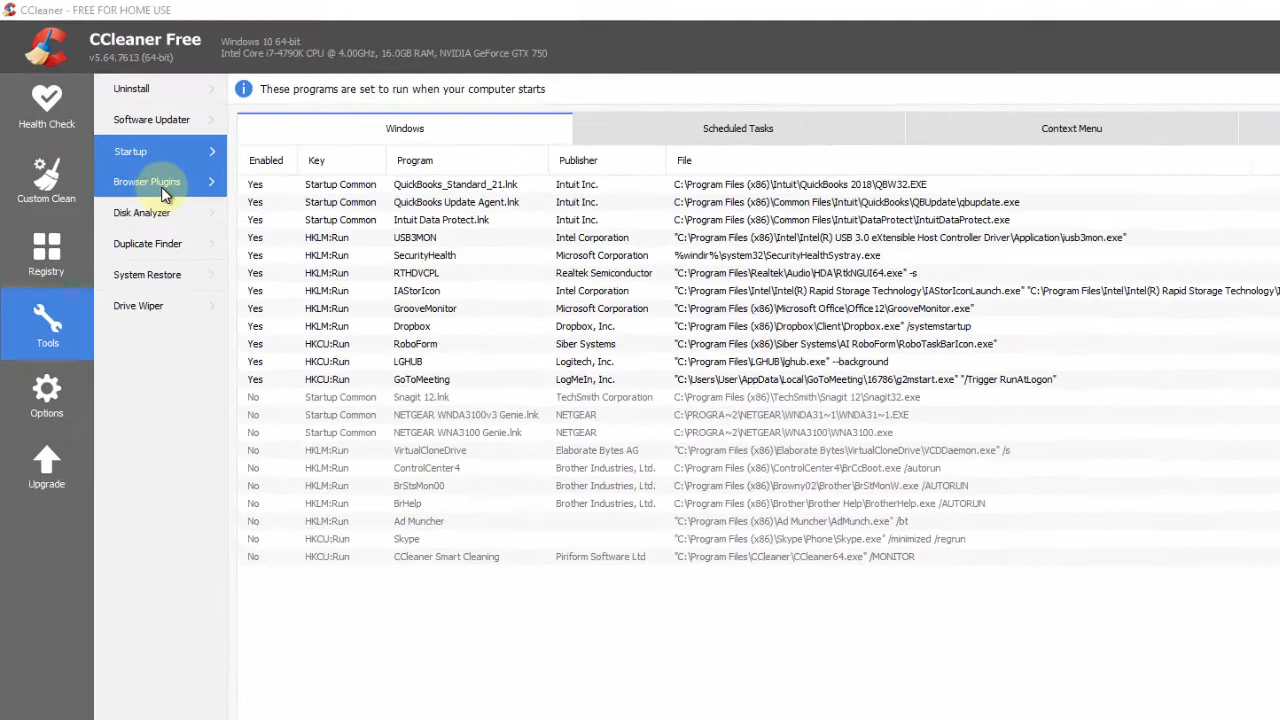 CCleaner - FREE FOR HOME USE
CCleaner Free
v5.64.7613 (64-bit)
Windows 10 64-bit
Intel Core i7-4790K CPU @ 4.00GHz, 16.0GB RAM, NVIDIA GeForce GTX 750
Health Check
Custom Clean
Registry
Tools
Options
Upgrade
Uninstall
Software Updater
Startup
Browser Plugins
Disk Analyzer
Duplicate Finder
System Restore
Drive Wiper
These programs are set to run when your computer starts
Windows Scheduled Tasks Context Menu
Enabled Key Program Publisher File
Yes Startup Common QuickBooks_Standard_21.lnk Intuit Inc. C:\Program Files (x86)\Intuit\QuickBooks 2018\QBW32.EXE
Yes Startup Common QuickBooks Update Agent.lnk Intuit Inc. C:\Program Files (x86)\Common Files\Intuit\QuickBooks\QBUpdate\qbupdate.exe
Yes Startup Common Intuit Data Protect.lnk Intuit Inc. C:\Program Files (x86)\Common Files\Intuit\DataProtect\IntuitDataProtect.exe
Yes HKLM:Run USB3MON Intel Corporation "C:\Program Files (x86)\Intel\Intel(R) USB 3.0 eXtensible Host Controller Driver\Application\iusb3mon.exe"
Yes HKLM:Run SecurityHealth Microsoft Corporation %windir%\system32\SecurityHealthSystray.exe
Yes HKLM:Run RTHDVCPL Realtek Semiconductor "C:\Program Files\Realtek\Audio\HDA\RtkNGUI64.exe" -s
Yes HKLM:Run IAStorIcon Intel Corporation "C:\Program Files\Intel\Intel(R) Rapid Storage Technology\IAStorIconLaunch.exe" "C:\Program Files\Intel\Intel(R) Rapid Storage Technology\I
Yes HKLM:Run GrooveMonitor Microsoft Corporation "C:\Program Files (x86)\Microsoft Office\Office12\GrooveMonitor.exe"
Yes HKLM:Run Dropbox Dropbox, Inc. "C:\Program Files (x86)\Dropbox\Client\Dropbox.exe" /systemstartup
Yes HKCU:Run RoboForm Siber Systems "C:\Program Files (x86)\Siber Systems\AI RoboForm\RoboTaskBarIcon.exe"
Yes HKCU:Run LGHUB Logitech, Inc. "C:\Program Files\LGHUB\lghub.exe" --background
Yes HKCU:Run GoToMeeting LogMeIn, Inc. "C:\Users\User\AppData\Local\GoToMeeting\16786\g2mstart.exe" "/Trigger RunAtLogon"
No Startup Common Snagit 12.lnk TechSmith Corporation C:\Program Files (x86)\TechSmith\Snagit 12\Snagit32.exe
No Startup Common NETGEAR WNDA3100v3 Genie.lnk NETGEAR C:\PROGRA~2\NETGEAR\WNDA31~1\WNDA31~1.EXE
No Startup Common NETGEAR WNA3100 Genie.lnk NETGEAR C:\PROGRA~2\NETGEAR\WNA3100\WNA3100.exe
No HKLM:Run VirtualCloneDrive Elaborate Bytes AG "C:\Program Files (x86)\Elaborate Bytes\VirtualCloneDrive\VCDDaemon.exe" /s
No HKLM:Run ControlCenter4 Brother Industries, Ltd. C:\Program Files (x86)\ControlCenter4\BrCcBoot.exe /autorun
No HKLM:Run BrStsMon00 Brother Industries, Ltd. C:\Program Files (x86)\Browny02\Brother\BrStMonW.exe /AUTORUN
No HKLM:Run BrHelp Brother Industries, Ltd. C:\Program Files (x86)\Brother\Brother Help\BrotherHelp.exe /AUTORUN
No HKLM:Run Ad Muncher "C:\Program Files (x86)\Ad Muncher\AdMunch.exe" /bt
No HKCU:Run Skype "C:\Program Files (x86)\Skype\Phone\Skype.exe" /minimized /regrun
No HKCU:Run CCleaner Smart Cleaning Piriform Software Ltd "C:\Program Files\CCleaner\CCleaner64.exe" /MONITOR